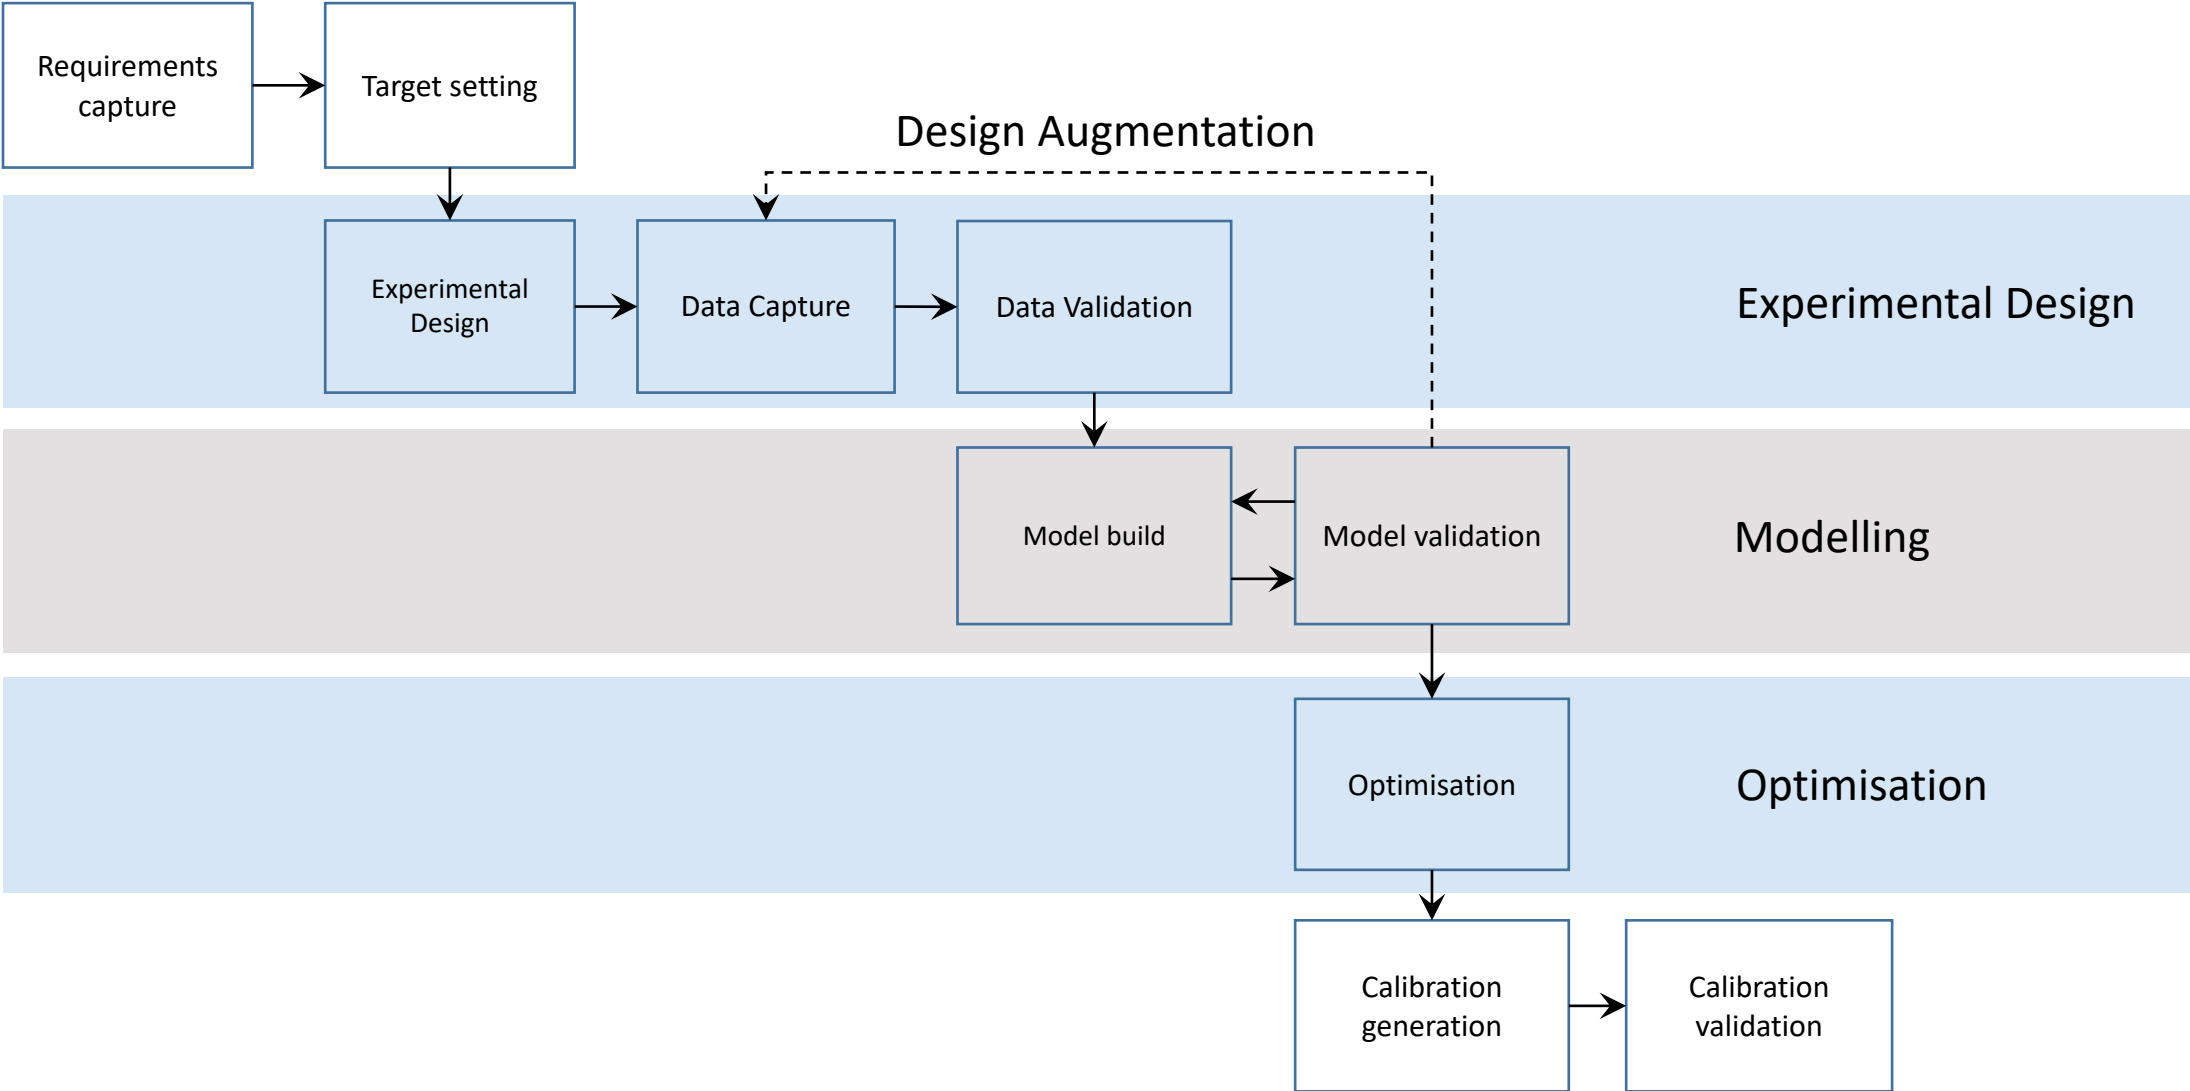 Requirements
capture
Target setting
Design Augmentation
Experimental
Design
Data Capture
Data Validation
Experimental Design
Model build
Model validation
Modelling
Optimisation
Optimisation
Calibration
generation
Calibration
validation